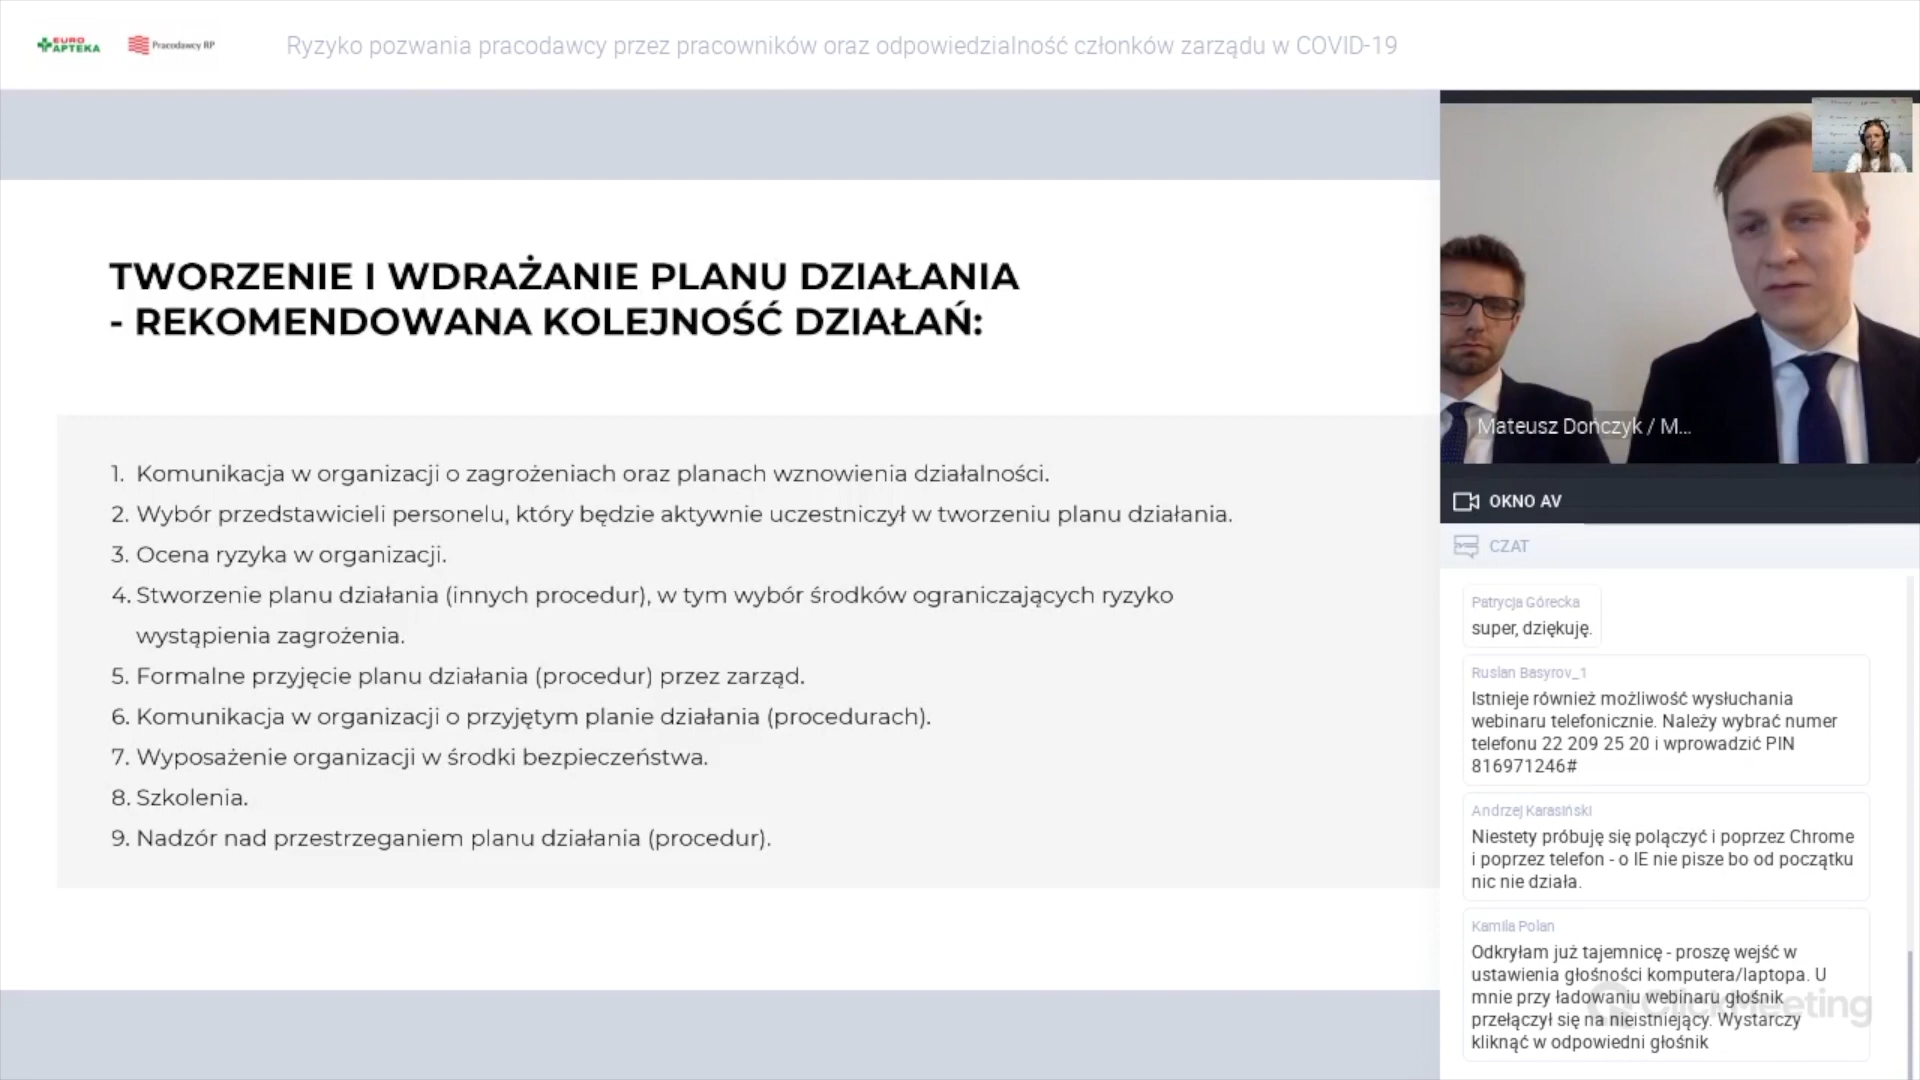 EURO
APTEKA
Pracodawcy RP
Ryzyko pozwania pracodawcy przez pracowników oraz odpowiedzialność członków zarządu w COVID-19
TWORZENIE I WDRAŻANIE PLANU DZIAŁANIA
- REKOMENDOWANA KOLEJNOŚĆ DZIAŁAŃ:
1. Komunikacja w organizacji o zagrożeniach oraz planach wznowienia działalności.
2. Wybór przedstawicieli personelu, który będzie aktywnie uczestniczył w tworzeniu planu działania.
3. Ocena ryzyka w organizacji.
4. Stworzenie planu działania (innych procedur), w tym wybór środków ograniczających ryzyko
wystąpienia zagrożenia.
5. Formalne przyjęcie planu działania (procedur) przez zarząd.
6. Komunikacja w organizacji o przyjętym planie działania (procedurach).
7. Wyposażenie organizacji w środki bezpieczeństwa.
8. Szkolenia.
9. Nadzór nad przestrzeganiem planu działania (procedur).
Mateusz Dończyk / M...
OKNO AV
CZAT
Patrycja Górecka
super, dziękuję.
Ruslan Basyrov_1
Istnieje również możliwość wysłuchania
webinaru telefonicznie. Należy wybrać numer
telefonu 22 209 25 20 i wprowadzić PIN
816971246#
Andrzej Karasiński
Niestety próbuję się połączyć i poprzez Chrome
i poprzez telefon - o IE nie pisze bo od początku
nic nie działa.
Kamila Polan
Odkryłam już tajemnicę - proszę wejść w
ustawienia głośności komputera/laptopa. U
mnie przy ładowaniu webinaru głośnik
przełączył się na nieistniejący. Wystarczy
kliknąć w odpowiedni głośnik
ClickMeeting